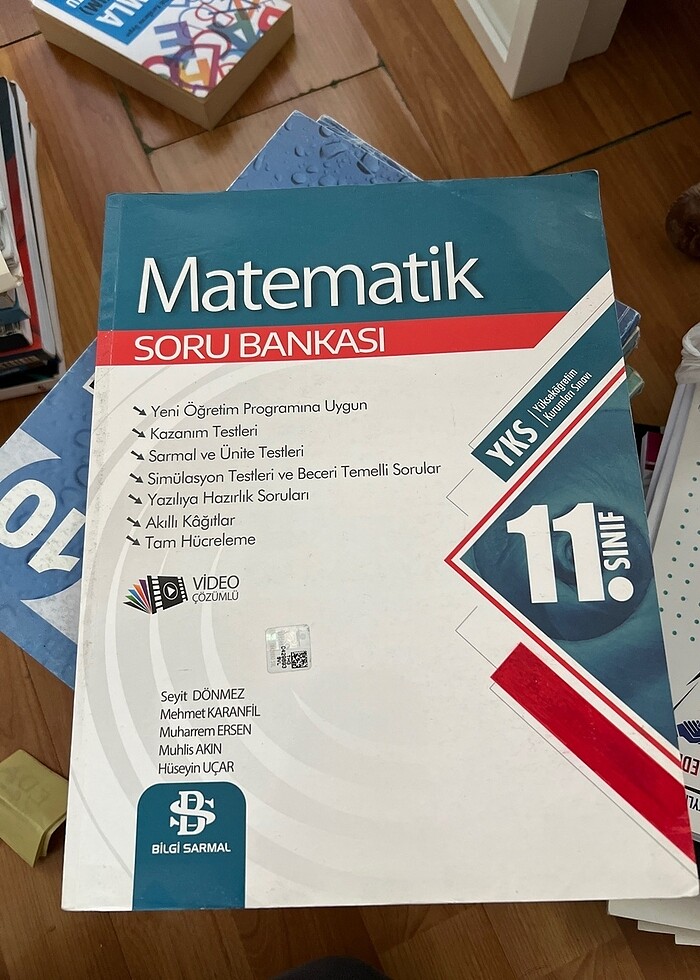 Matematik
SORU BANKASI
Yeni Öğretim Programına Uygun
Kazanım Testleri
Sarmal ve Ünite Testleri
Simülasyon Testleri ve Beceri Temelli Sorular
Yazılıya Hazırlık Soruları
Akıllı Kâğıtlar
Tam Hücreleme
VİDEO
ÇÖZÜMLÜ
YKS
Yükseköğretim
Kurumları Sınavı
11.
SINIF
Seyit DÖNMEZ
Mehmet KARANFİL
Muharrem ERSEN
Muhlis AKIN
Hüseyin UÇAR
BİLGİ SARMAL
10